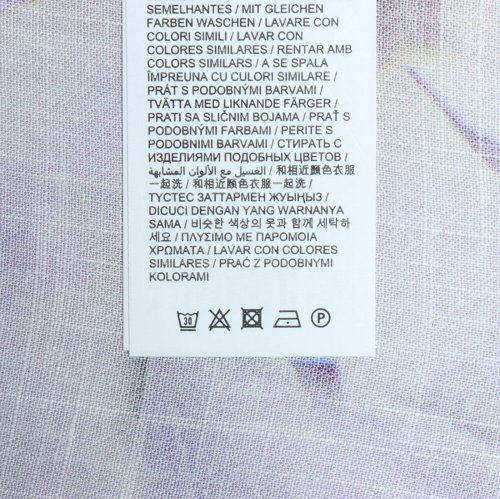 SEMELHANTES / MIT GLEICHEN
FARBEN WASCHEN / LAVARE CON
COLORI SIMILI / LAVAR CON
COLORES SIMILARES / RENTAR AMB
COLORS SIMILARS / A SE SPALA
ÎMPREUNA CU CULORI SIMILARE /
PRÁT S PODOBNÝMI BARVAMI /
TVÄTTA MED LIKNANDE FÄRGER /
PRATI SA SLIČNIM BOJAMA / PRAŤ S
PODOBNÝMI FARBAMI / PERITE S
PODOBNIMI BARVAMI / СТИРАТЬ С
ИЗДЕЛИЯМИ ПОДОБНЫХ ЦВЕТОВ /
الغسيل مع الألوان المشابهة / 和相近顏色衣服
一起洗 / 和相近顏色衣服一起洗 /
ТҮСТЕС ЗАТТАРМЕН ЖУЫҢЫЗ /
DICUCI DENGAN YANG WARNANYA
SAMA / 비슷한 색상의 옷과 함께 세탁하
세요 / ΠΛΥΣΙΜΟ ΜΕ ΠΑΡΟΜΟΙΑ
ΧΡΩΜΑΤΑ / LAVAR CON COLORES
SIMILARES / PRAĆ Z PODOBNYMI
KOLORAMI
30 P